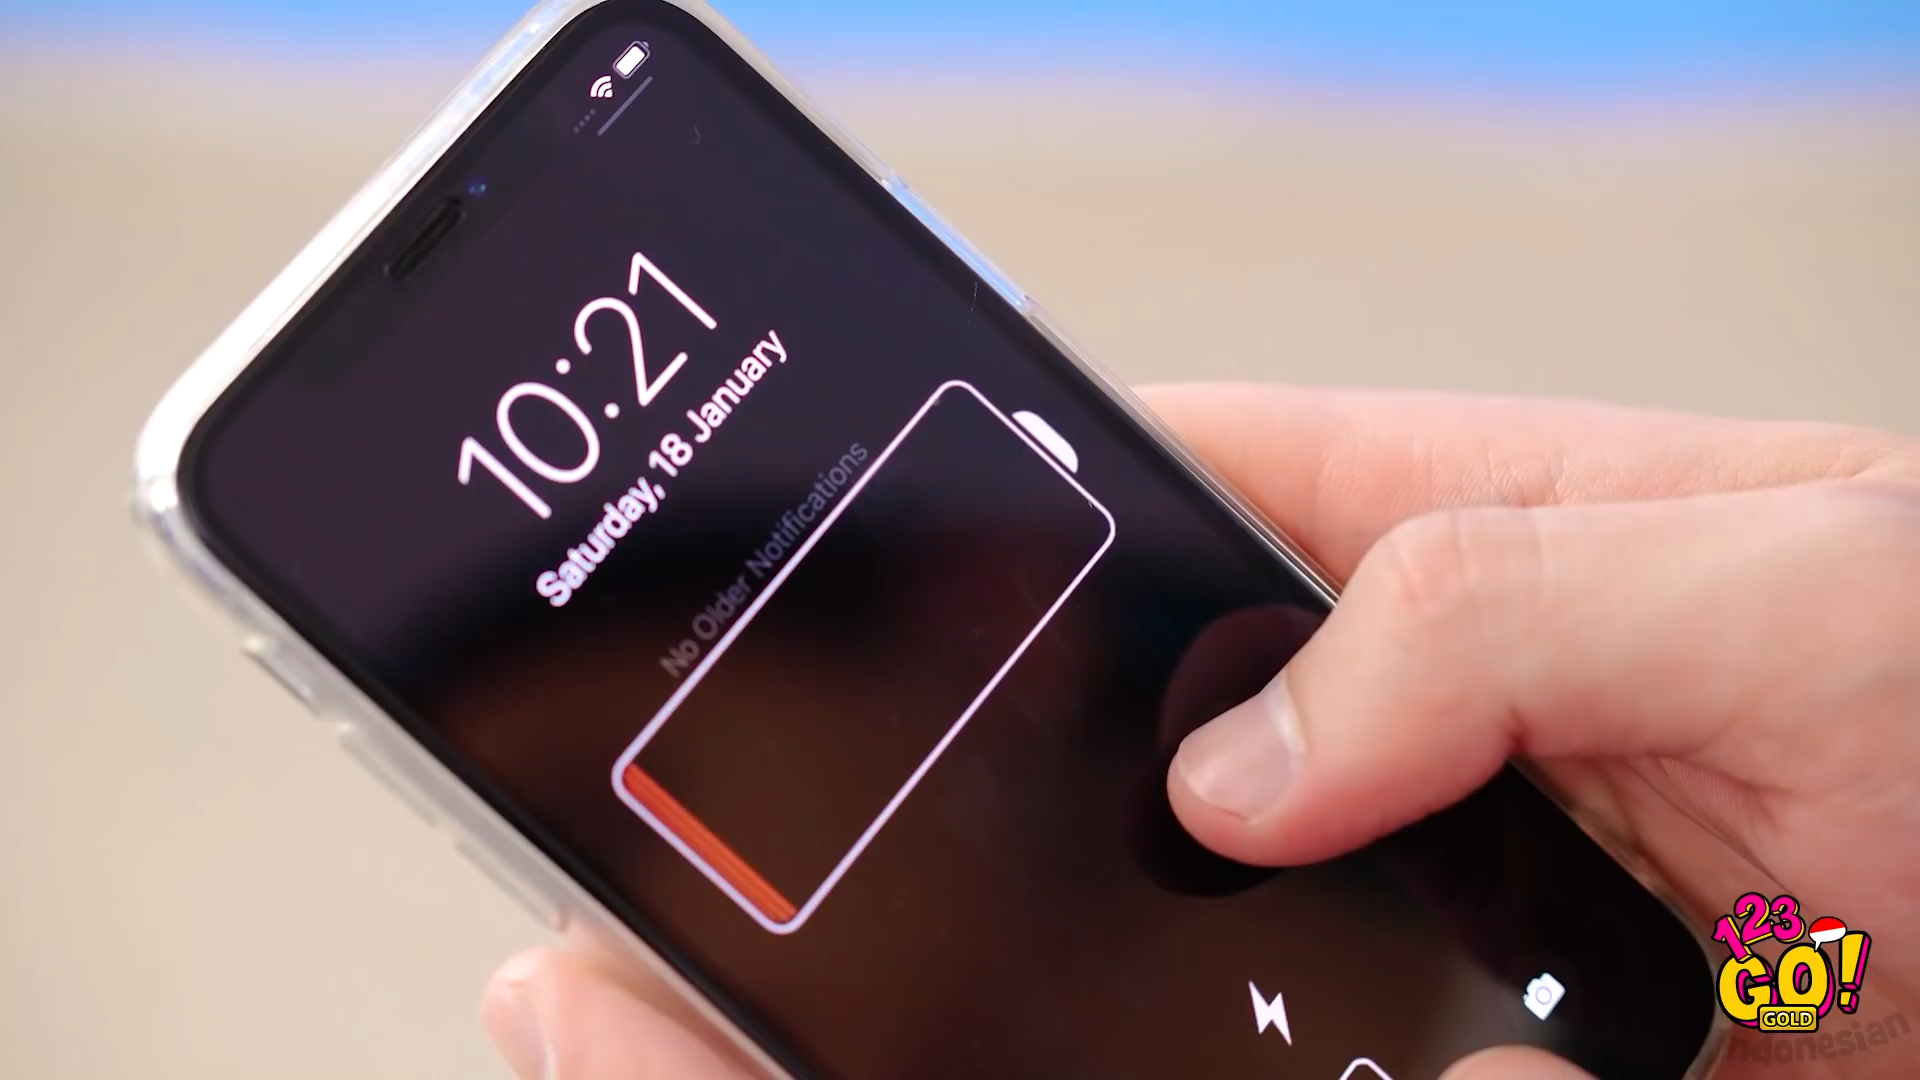 10:21
Saturday, 18 January
No Older Notifications
123
GO!
GOLD
Indonesian